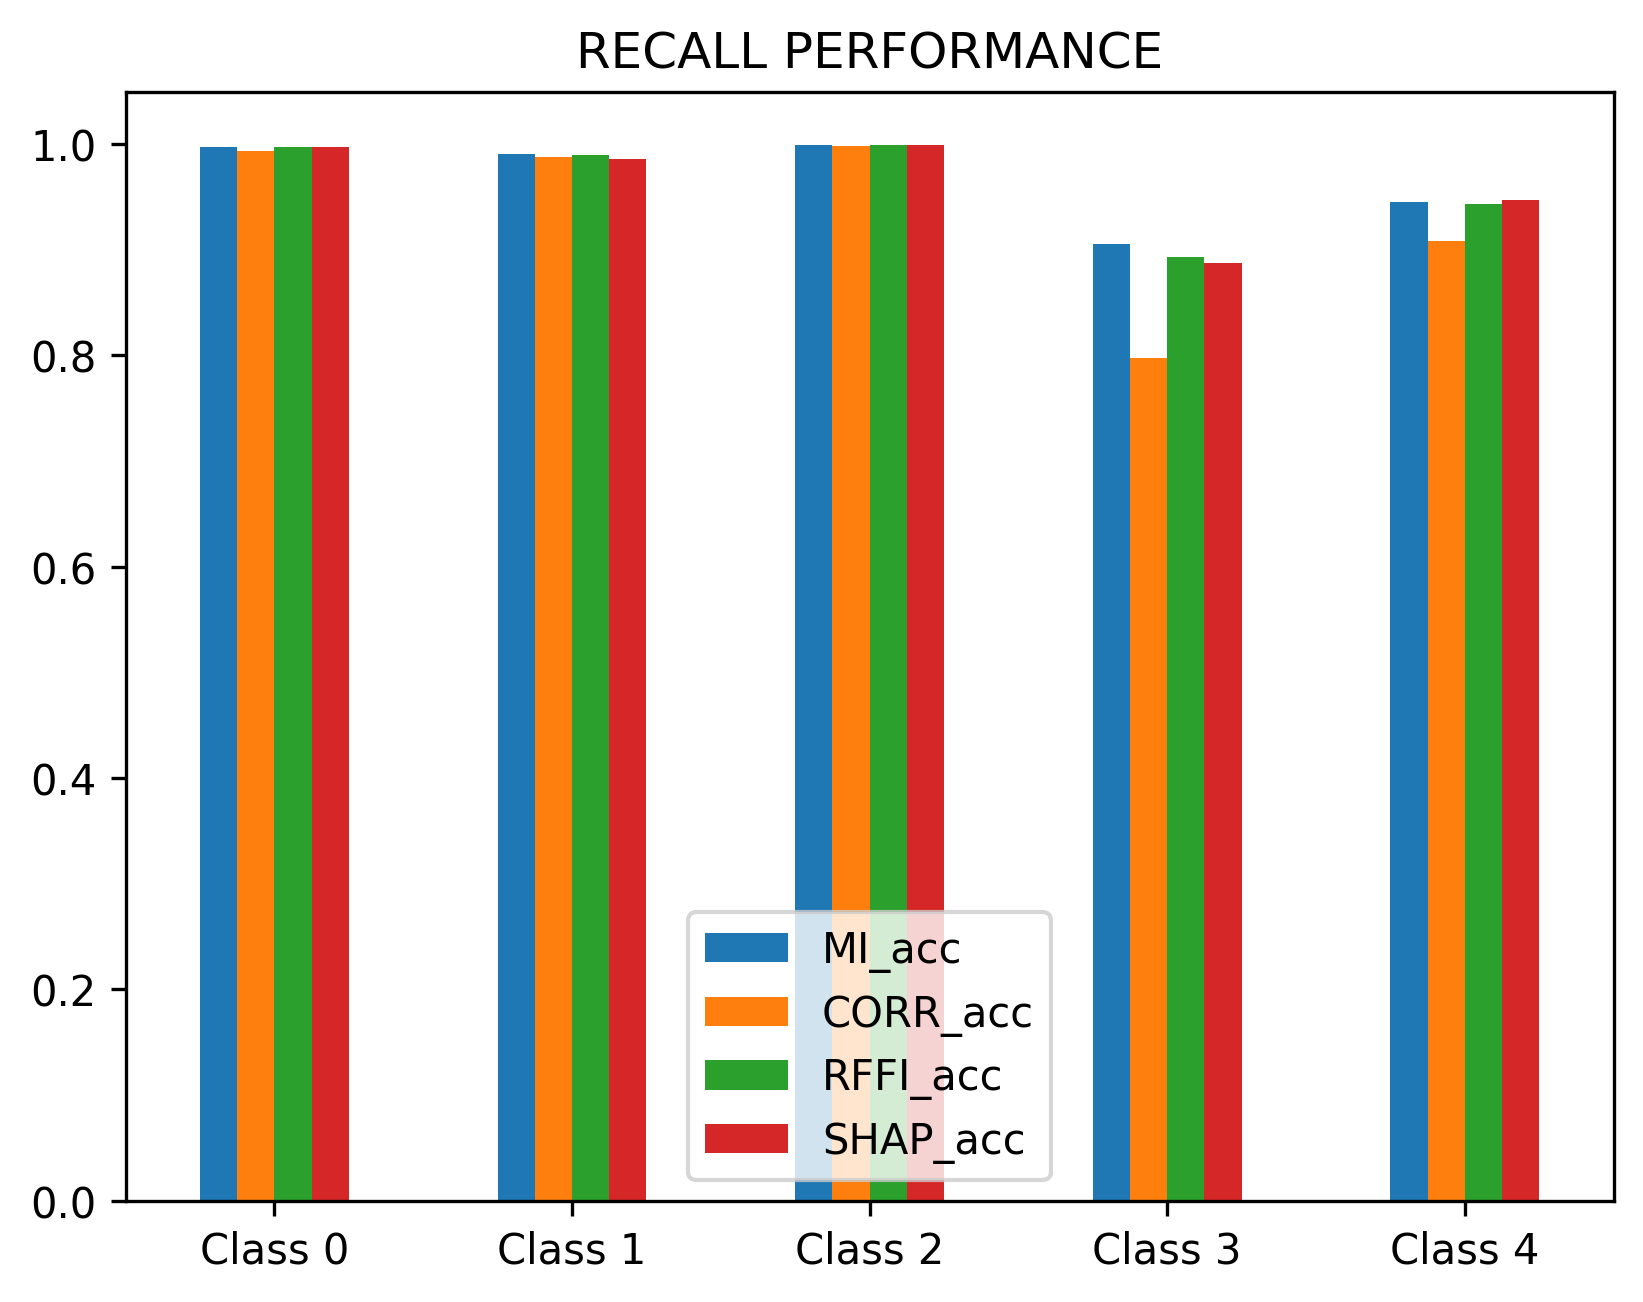 RECALL PERFORMANCE
1.0
0.8
0.6
0.4
0.2
0.0
MI_acc
CORR_acc
RFFI_acc
SHAP_acc
Class 0 Class 1 Class 2 Class 3 Class 4